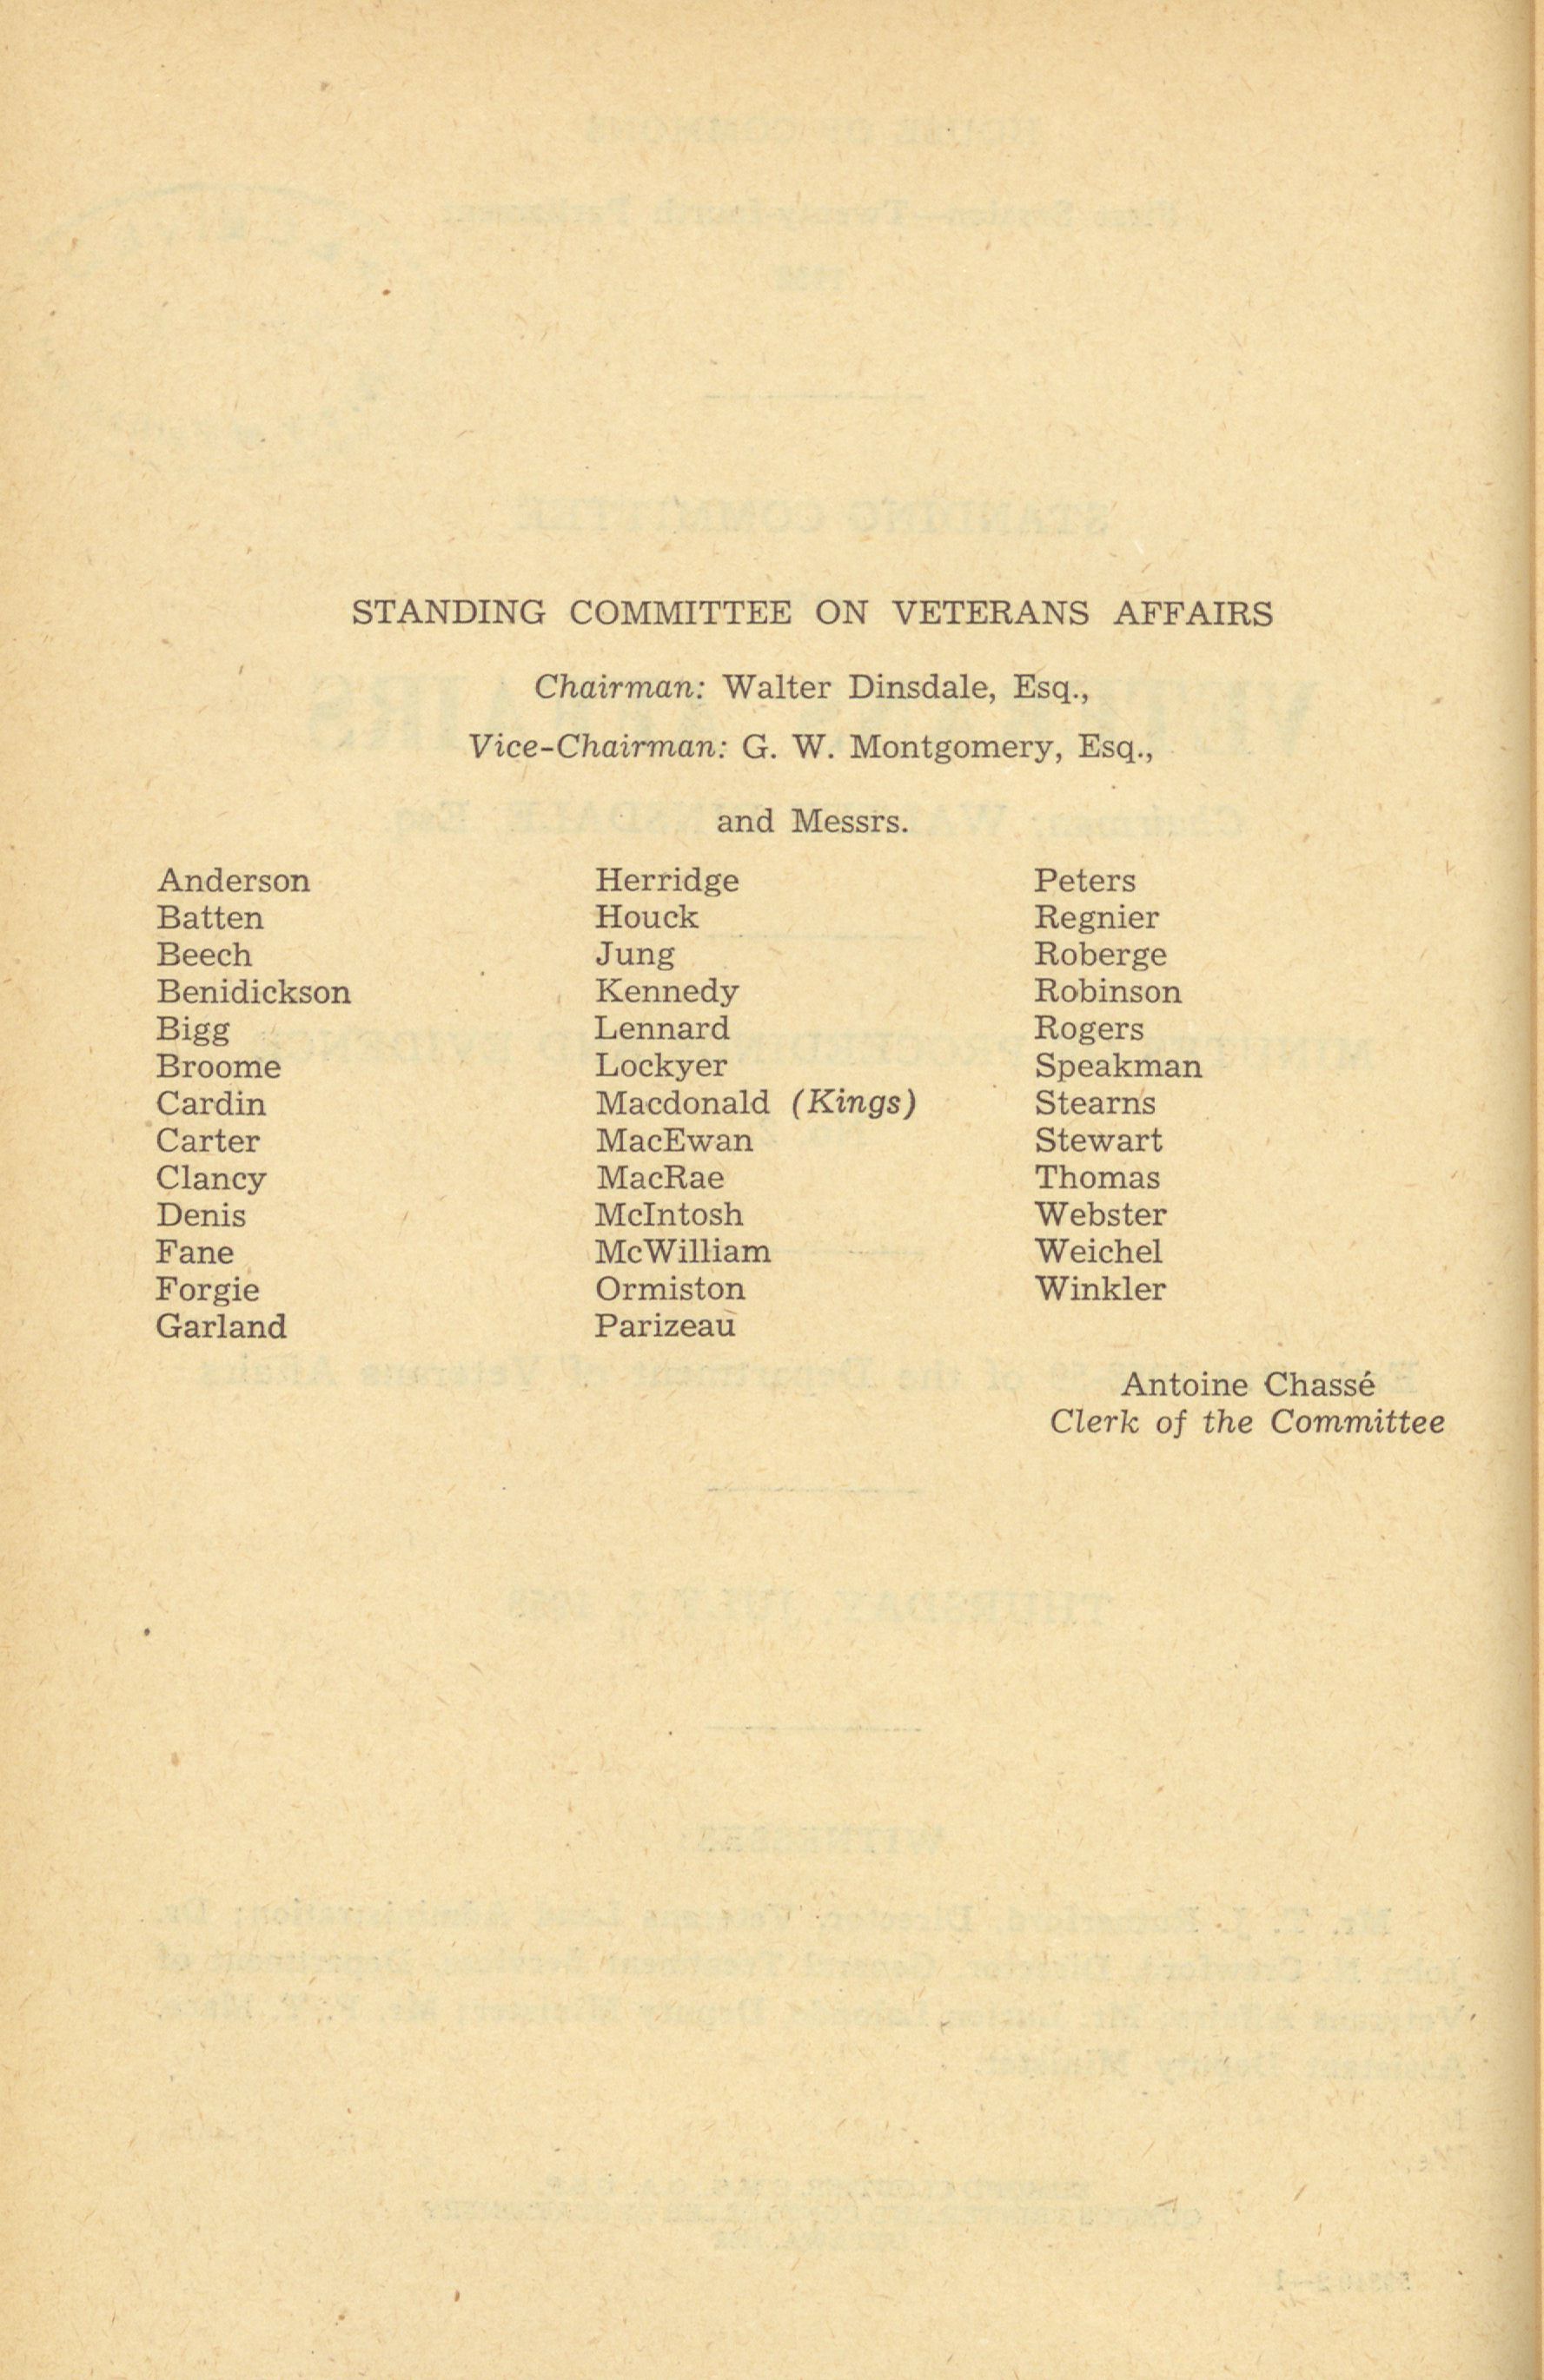 STANDING COMMITTEE ON VETERANS AFFAIRS
Chairman: Walter Dinsdale, Esq.,
Vice-Chairman: G. W. Montgomery, Esq.,
and Messrs.
Anderson
Batten
Beech
Benidickson
Bigg
Broome
Cardin
Carter
Clancy
Denis
Fane
Forgie
Garland
Herridge
Houck
Jung
Kennedy
Lennard
Lockyer
Macdonald (Kings)
MacEwan
MacRae
McIntosh
McWilliam
Ormiston
Parizeau
Peters
Regnier
Roberge
Robinson
Rogers
Speakman
Stearns
Stewart
Thomas
Webster
Weichel
Winkler
Antoine Chassé
Clerk of the Committee